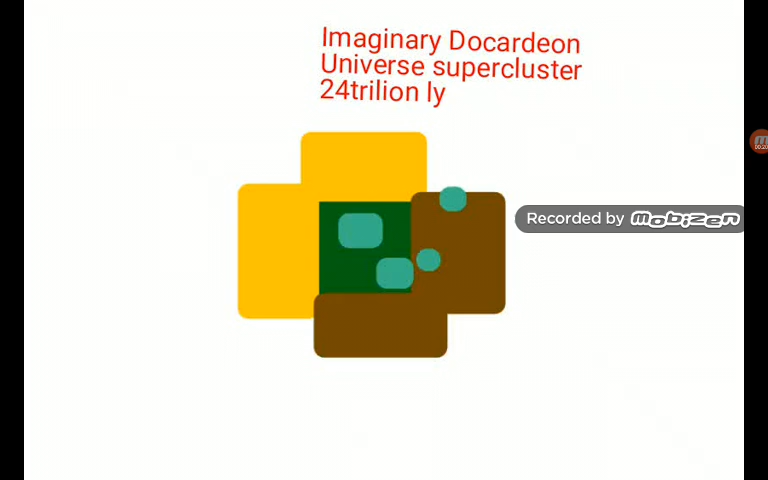 Imaginary Docardeon
Universe supercluster
24trilion ly
Recorded by mobizen